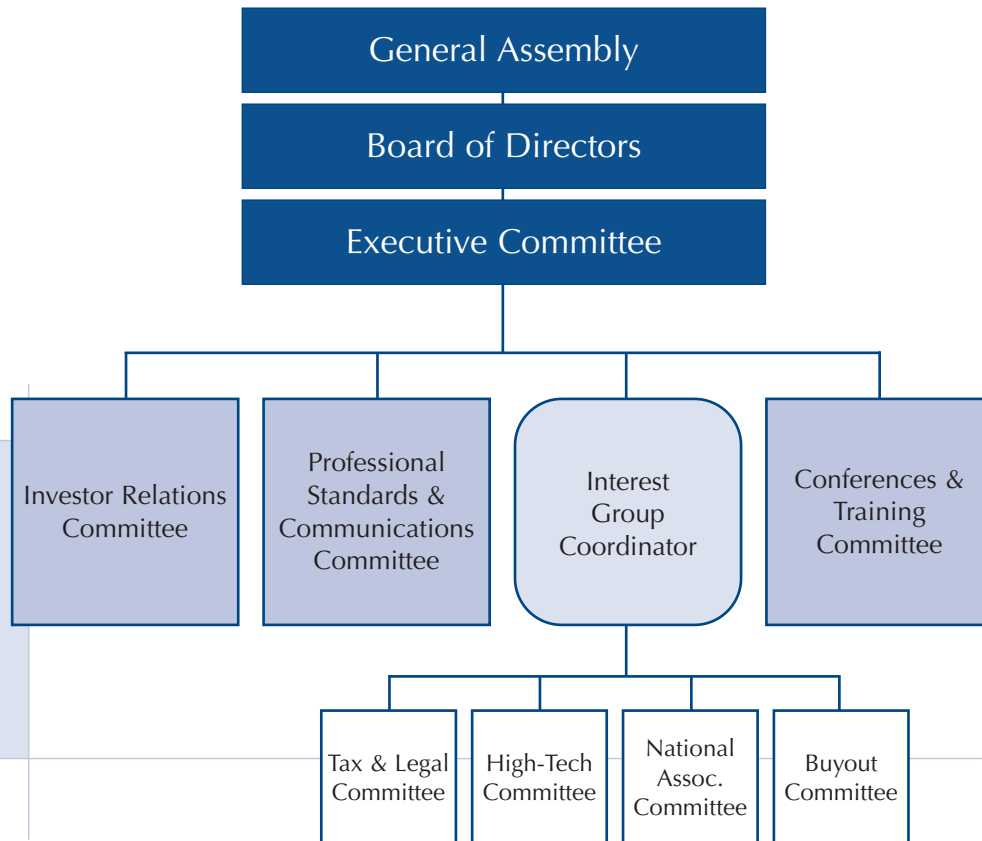 General Assembly
Board of Directors
Executive Committee
Investor Relations
Committee
Professional
Standards &
Communications
Committee
Interest
Group
Coordinator
Conferences &
Training
Committee
Tax & Legal
Committee
High-Tech
Committee
National
Assoc.
Committee
Buyout
Committee